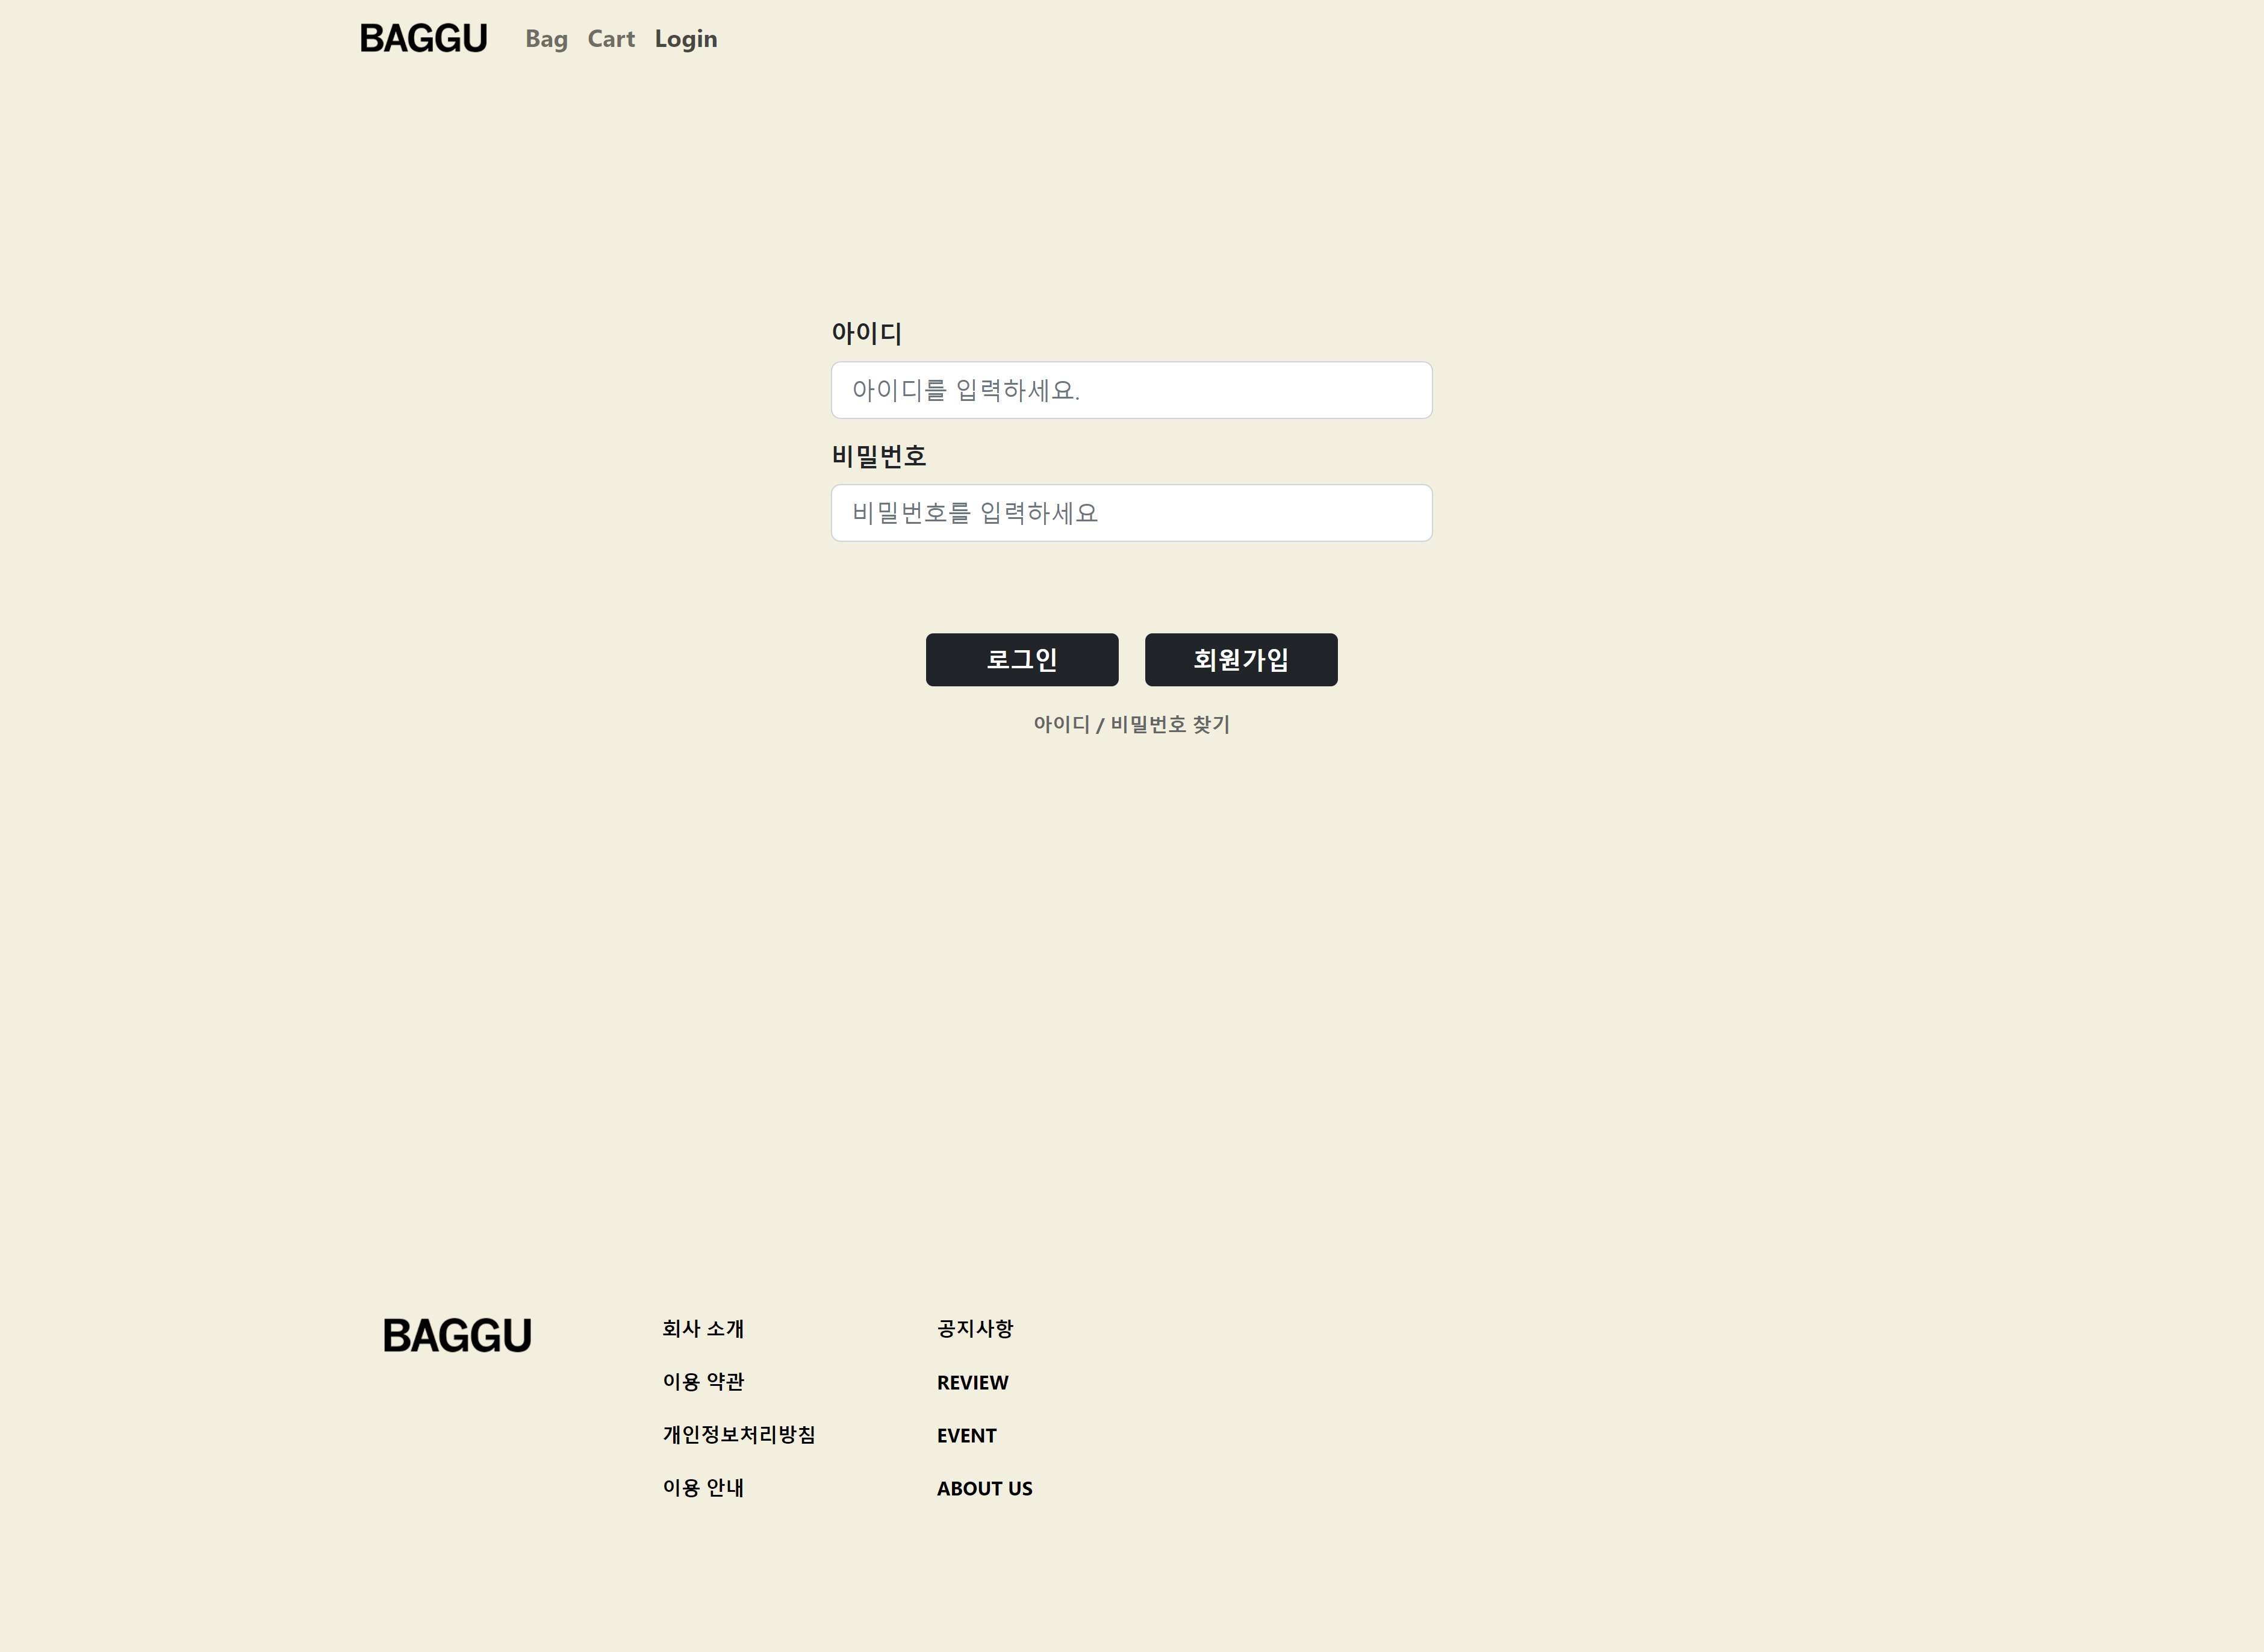 BAGGU Bag Cart Login
아이디
아이디를 입력하세요.
비밀번호
비밀번호를 입력하세요
로그인 회원가입
아이디 / 비밀번호 찾기
BAGGU
회사 소개
이용 약관
개인정보처리방침
이용 안내
공지사항
REVIEW
EVENT
ABOUT US